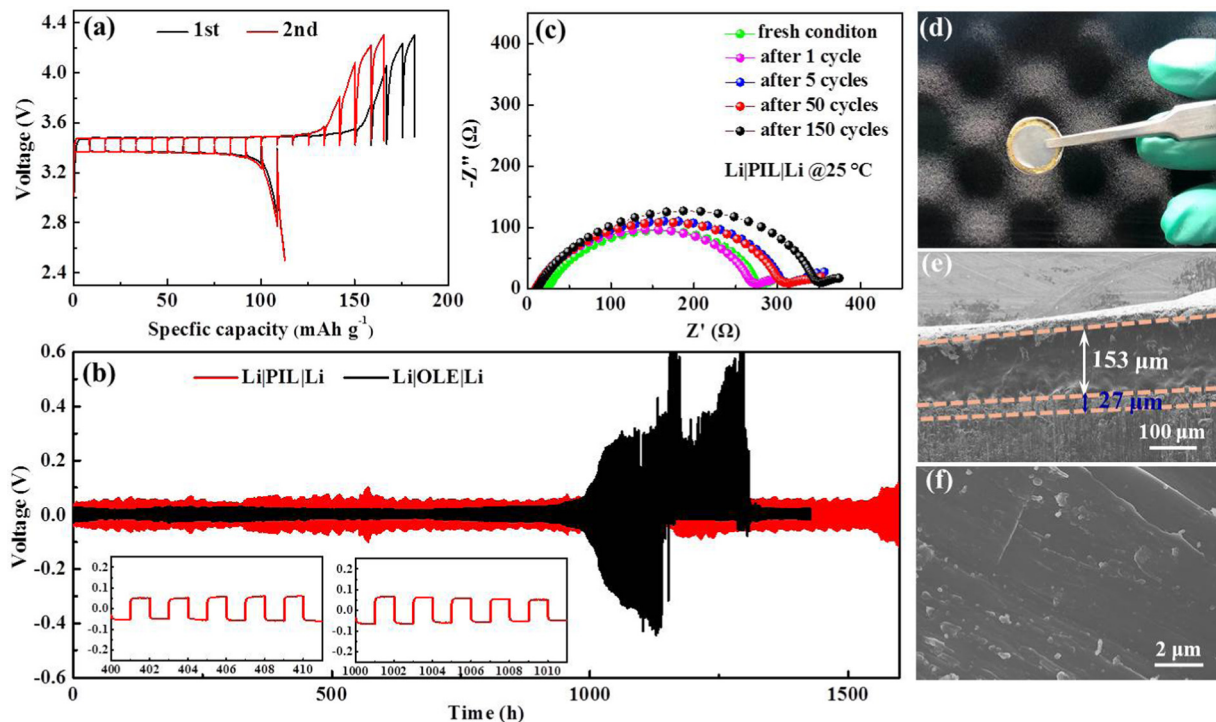 (a)
1st 2nd
4.4
4.0
3.6
3.2
2.8
2.4
Voltage (V)
0 50 100 150 200
Specfic capacity (mAh g⁻¹)
(c)
fresh conditon
after 1 cycle
after 5 cycles
after 50 cycles
after 150 cycles
Li|PIL|Li @25 °C
400
300
200
100
0
-Z'' (Ω)
0 100 200 300 400 500
Z' (Ω)
(d)
(b)
Li|PIL|Li Li|OLE|Li
0.6
0.4
0.2
0.0
-0.2
-0.4
-0.6
Voltage (V)
0.2
0.1
0.0
-0.1
-0.2
400 402 404 406 408 410
0.2
0.1
0.0
-0.1
-0.2
1000 1002 1004 1006 1008 1010
0 500 1000 1500
Time (h)
(e)
153 μm
27 μm
100 μm
(f)
2 μm